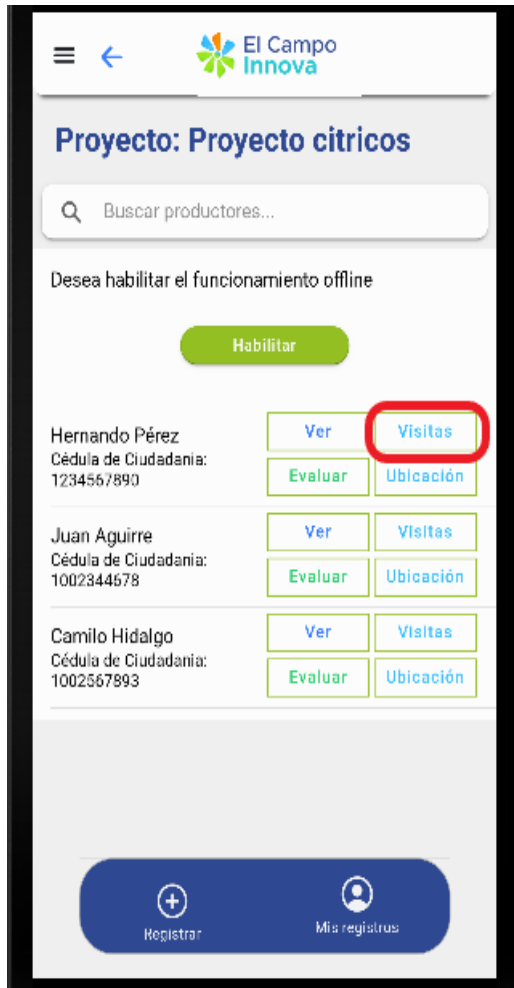 El Campo
Innova
Proyecto: Proyecto citricos
Buscar productores...
Desea habilitar el funcionamiento offline
Habilitar
Hernando Pérez
Cédula de Ciudadania:
1234567890
Ver
Visitas
Evaluar
Ubicación
Juan Aguirre
Cédula de Ciudadania:
1002344678
Ver
Visitas
Evaluar
Ubicación
Camilo Hidalgo
Cédula de Ciudadania:
1002567893
Ver
Visitas
Evaluar
Ubicación
Registrar
Mis registros